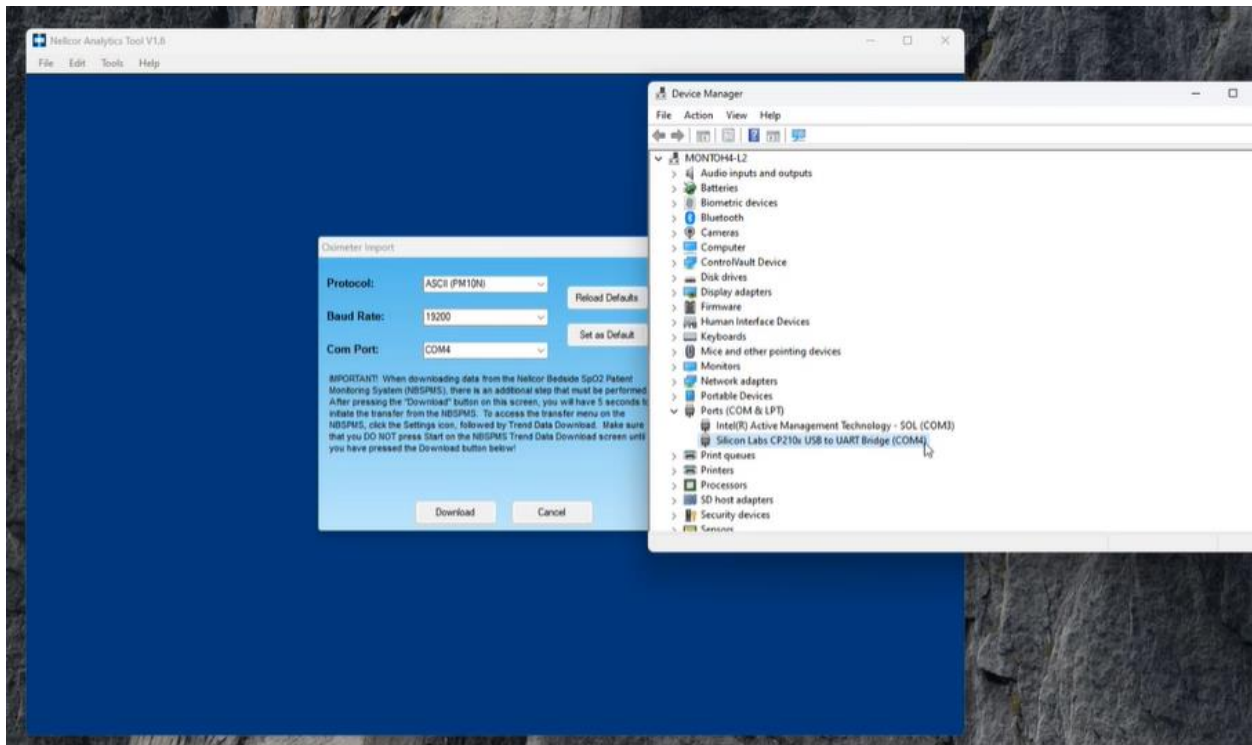 Nellcor Analytics Tool V1.6
File Edit Tools Help
Oximeter Import
Protocol:
ASCII (PM10N)
Reload Defaults
Baud Rate:
19200
Set as Default
Com Port:
COM4
IMPORTANT! When downloading data from the Nellcor Bedside SpO2 Patient
Monitoring System (NBSPMS), there is an additional step that must be performed.
After pressing the "Download" button on this screen, you will have 5 seconds to
initiate the transfer from the NBSPMS. To access the transfer menu on the
NBSPMS, click the Settings icon, followed by Trend Data Download. Make sure
that you DO NOT press Start on the NBSPMS Trend Data Download screen until
you have pressed the Download button below!
Download Cancel
Device Manager
File Action View Help
MONTOH4-L2
Audio inputs and outputs
Batteries
Biometric devices
Bluetooth
Cameras
Computer
ControlVault Device
Disk drives
Display adapters
Firmware
Human Interface Devices
Keyboards
Mice and other pointing devices
Monitors
Network adapters
Portable Devices
Ports (COM & LPT)
Intel(R) Active Management Technology - SOL (COM3)
Silicon Labs CP210x USB to UART Bridge (COM4)
Print queues
Printers
Processors
SD host adapters
Security devices
Sensors